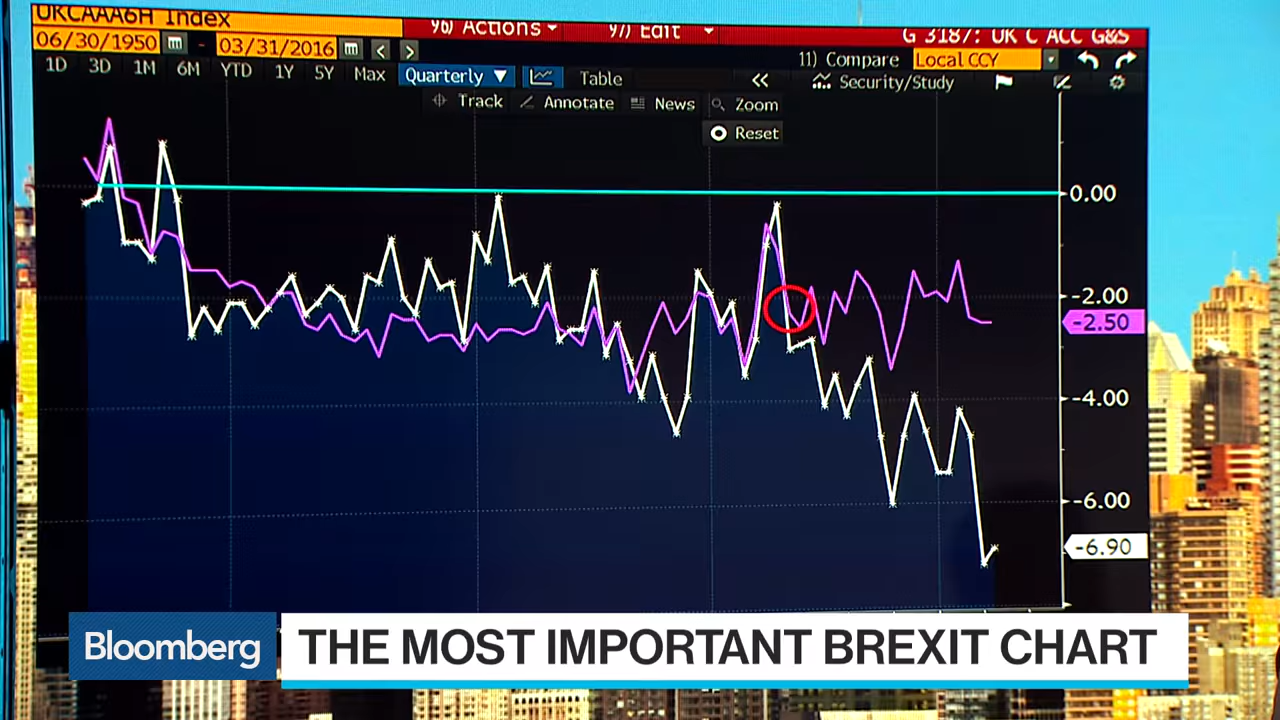 UKCAAA6H Index 96) Actions 97) Edit G 3187: UK C ACC G&S
06/30/1950 - 03/31/2016 11) Compare Local CCY
1D 3D 1M 6M YTD 1Y 5Y Max Quarterly ▼ Table « Security/Study
Track Annotate News Zoom
Reset
0.00
-2.00
-2.50
-4.00
-6.00
-6.90
Bloomberg THE MOST IMPORTANT BREXIT CHART